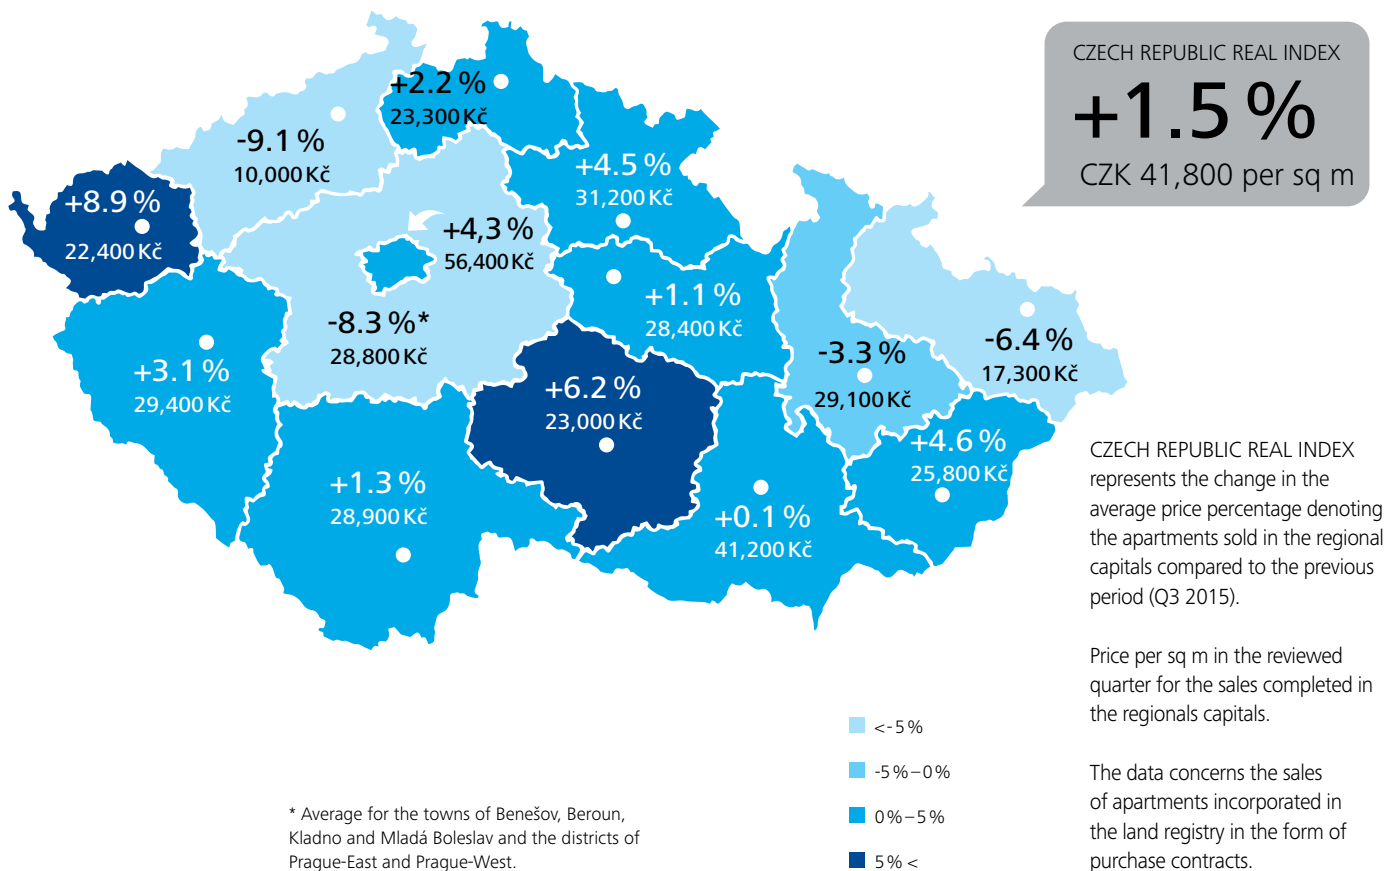 CZECH REPUBLIC REAL INDEX
+1.5 %
CZK 41,800 per sq m
+2.2 %
23,300 Kč
-9.1 %
10,000 Kč
+4.5 %
31,200 Kč
+8.9 %
22,400 Kč
+4,3 %
56,400 Kč
+1.1 %
28,400 Kč
-8.3 %*
28,800 Kč
-3.3 %
29,100 Kč
-6.4 %
17,300 Kč
+3.1 %
29,400 Kč
+6.2 %
23,000 Kč
+4.6 %
25,800 Kč
+1.3 %
28,900 Kč
+0.1 %
41,200 Kč
CZECH REPUBLIC REAL INDEX
represents the change in the
average price percentage denoting
the apartments sold in the regional
capitals compared to the previous
period (Q3 2015).
Price per sq m in the reviewed
quarter for the sales completed in
the regionals capitals.
The data concerns the sales
of apartments incorporated in
the land registry in the form of
purchase contracts.
<-5 %
-5 %–0 %
0 %–5 %
5 % <
* Average for the towns of Benešov, Beroun,
Kladno and Mladá Boleslav and the districts of
Prague-East and Prague-West.